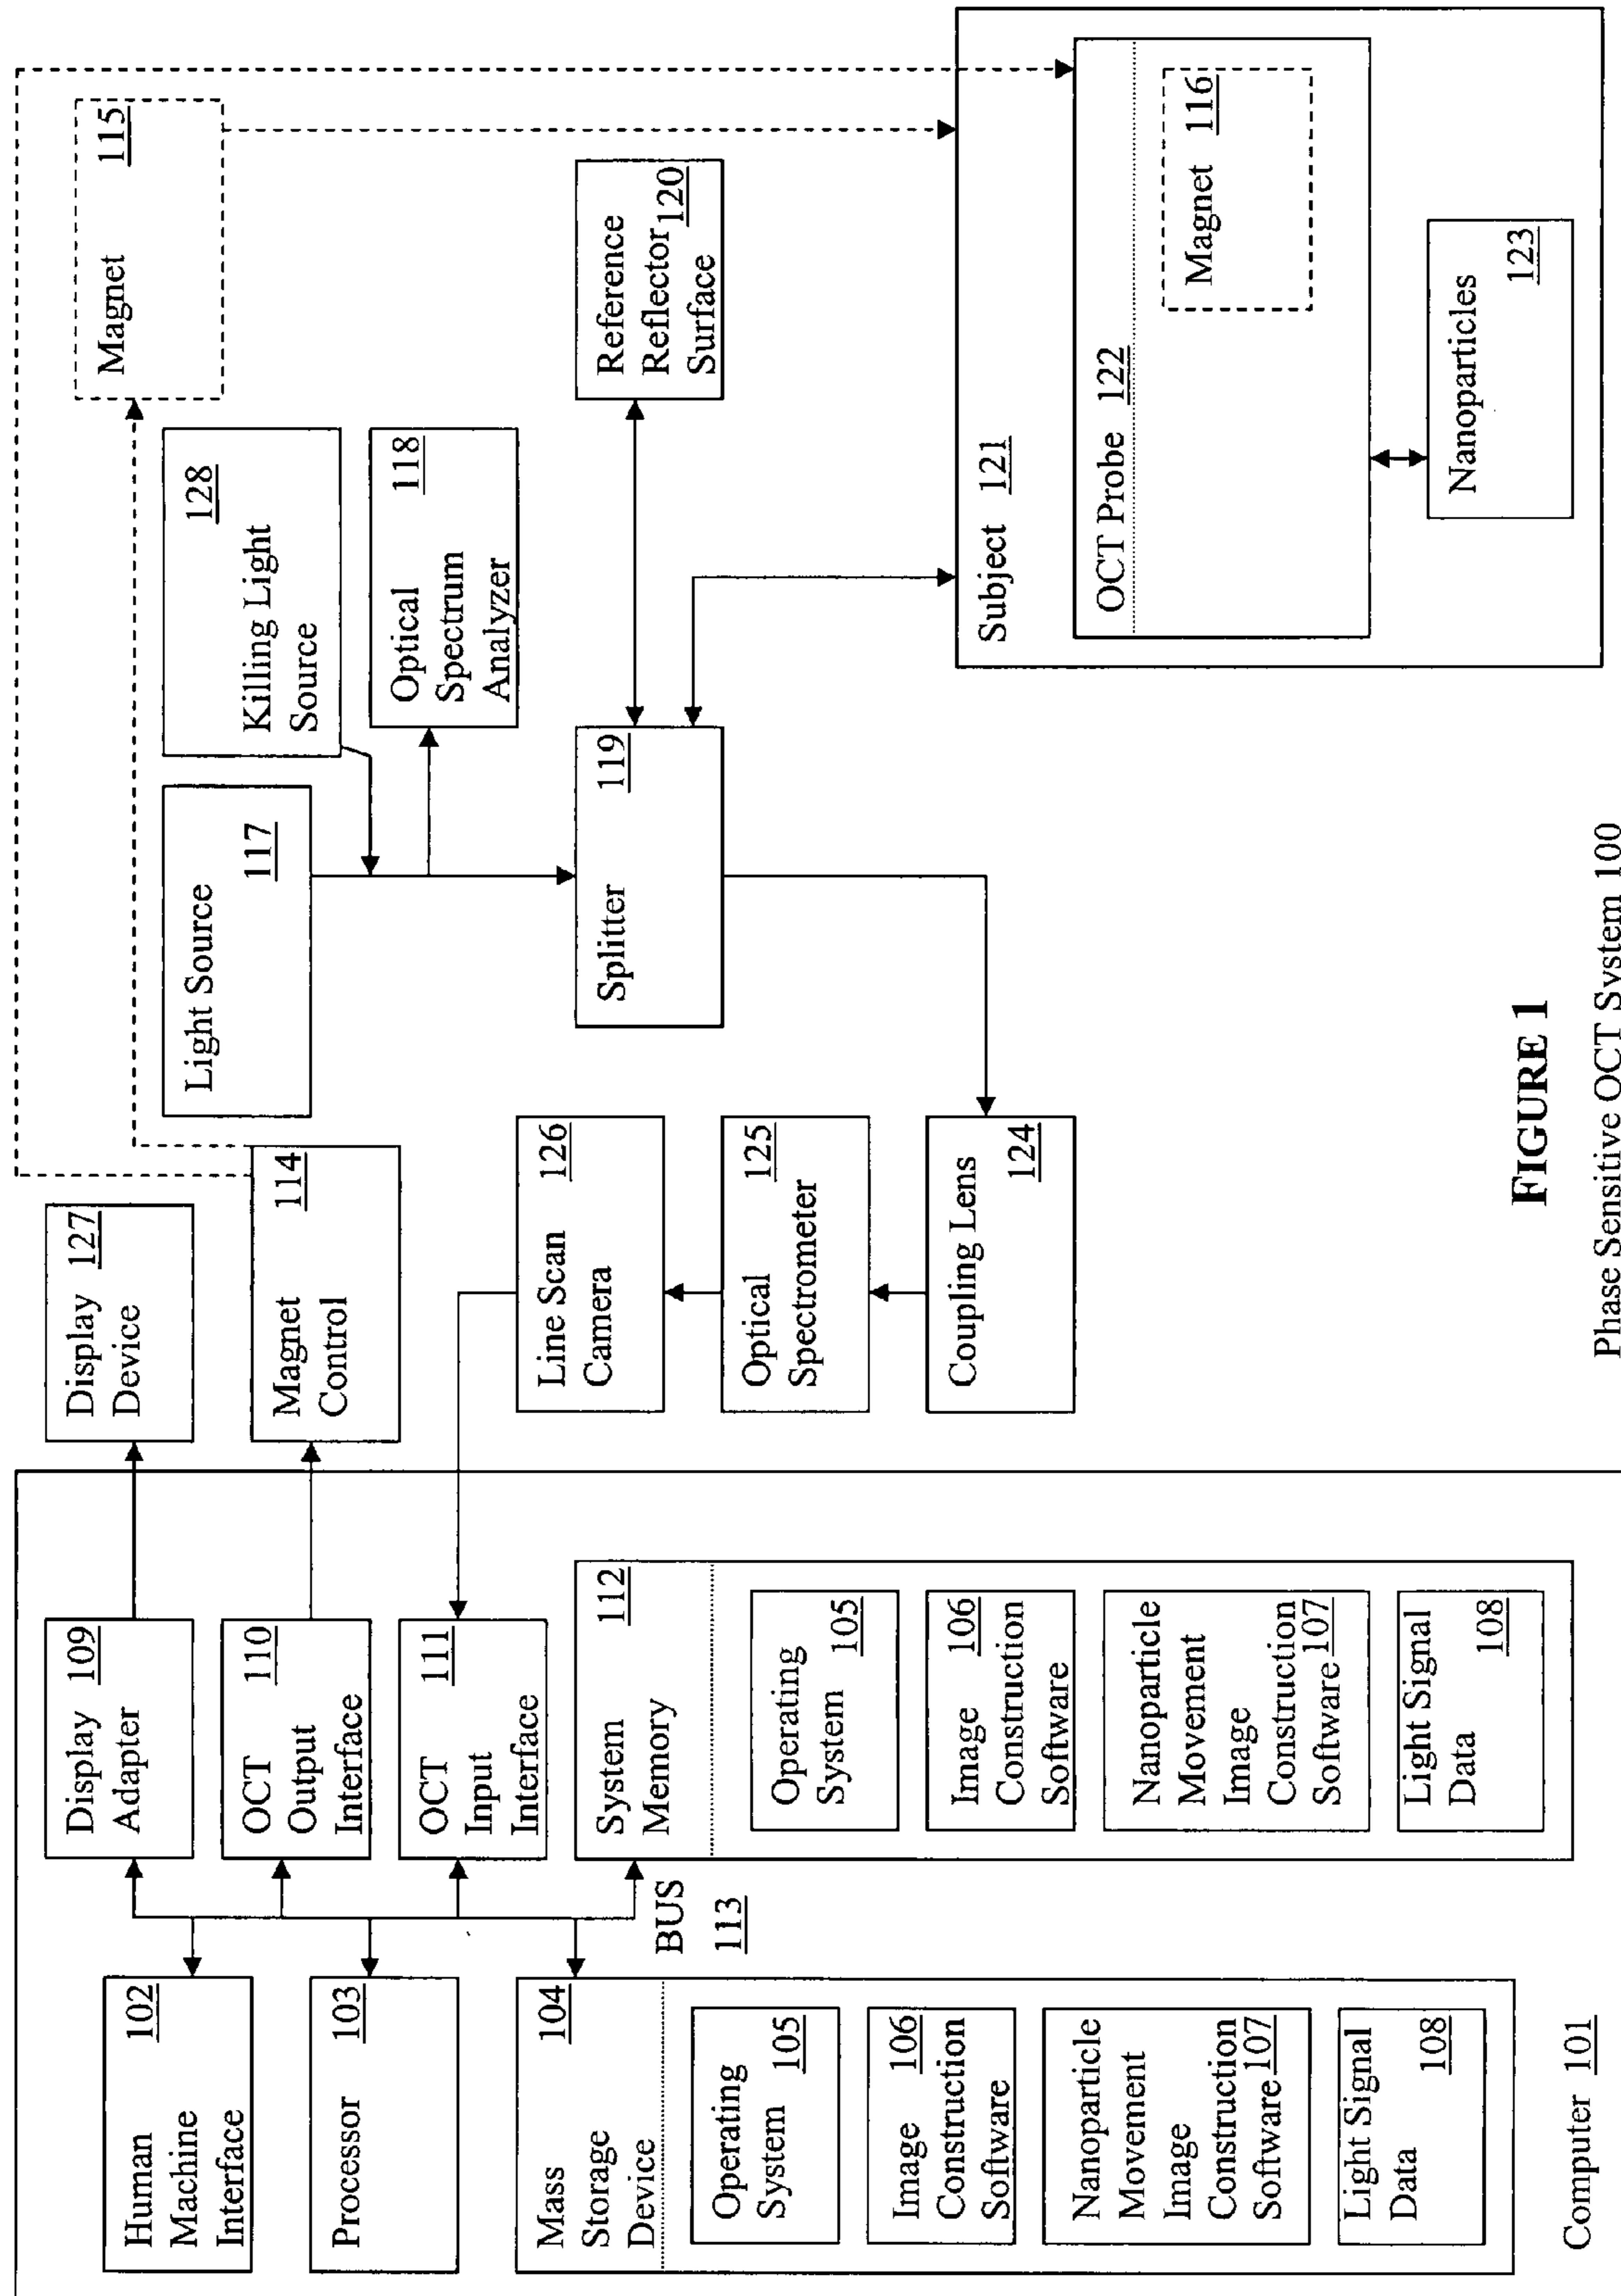 Human 102
Machine
Interface
Processor 103
Mass 104
Storage
Device
Operating
System 105
Image 106
Construction
Software
Nanoparticle
Movement
Image
Construction
Software 107
Light Signal
Data 108
Computer 101
BUS
113
Display 109
Adapter
OCT 110
Output
Interface
OCT 111
Input
Interface
System 112
Memory
Operating
System 105
Image 106
Construction
Software
Nanoparticle
Movement
Image
Construction
Software 107
Light Signal
Data 108
Display 127
Device
Magnet 114
Control
Line Scan 126
Camera
Optical 125
Spectrometer
Coupling Lens
124
Light Source
117
128
Killing Light
Source
Optical 118
Spectrum
Analyzer
Splitter 119
Magnet 115
Reference
Reflector 120
Surface
Subject 121
OCT Probe 122
Magnet 116
Nanoparticles
123
FIGURE 1
Phase Sensitive OCT System 100